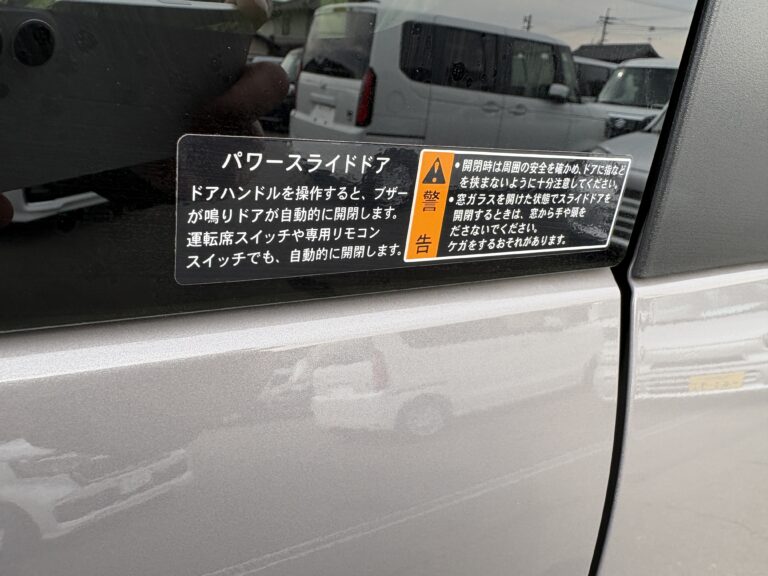 パワースライドドア
ドアハンドルを操作すると、ブザー
が鳴りドアが自動的に開閉します。
運転席スイッチや専用リモコン
スイッチでも、自動的に開閉します。
警告
・開閉時は周囲の安全を確かめ、ドアに指など
を挟まないように十分注意してください。
・窓ガラスを開けた状態でスライドドアを
開閉するときは、窓から手や顔を
ださないでください。
ケガをするおそれがあります。